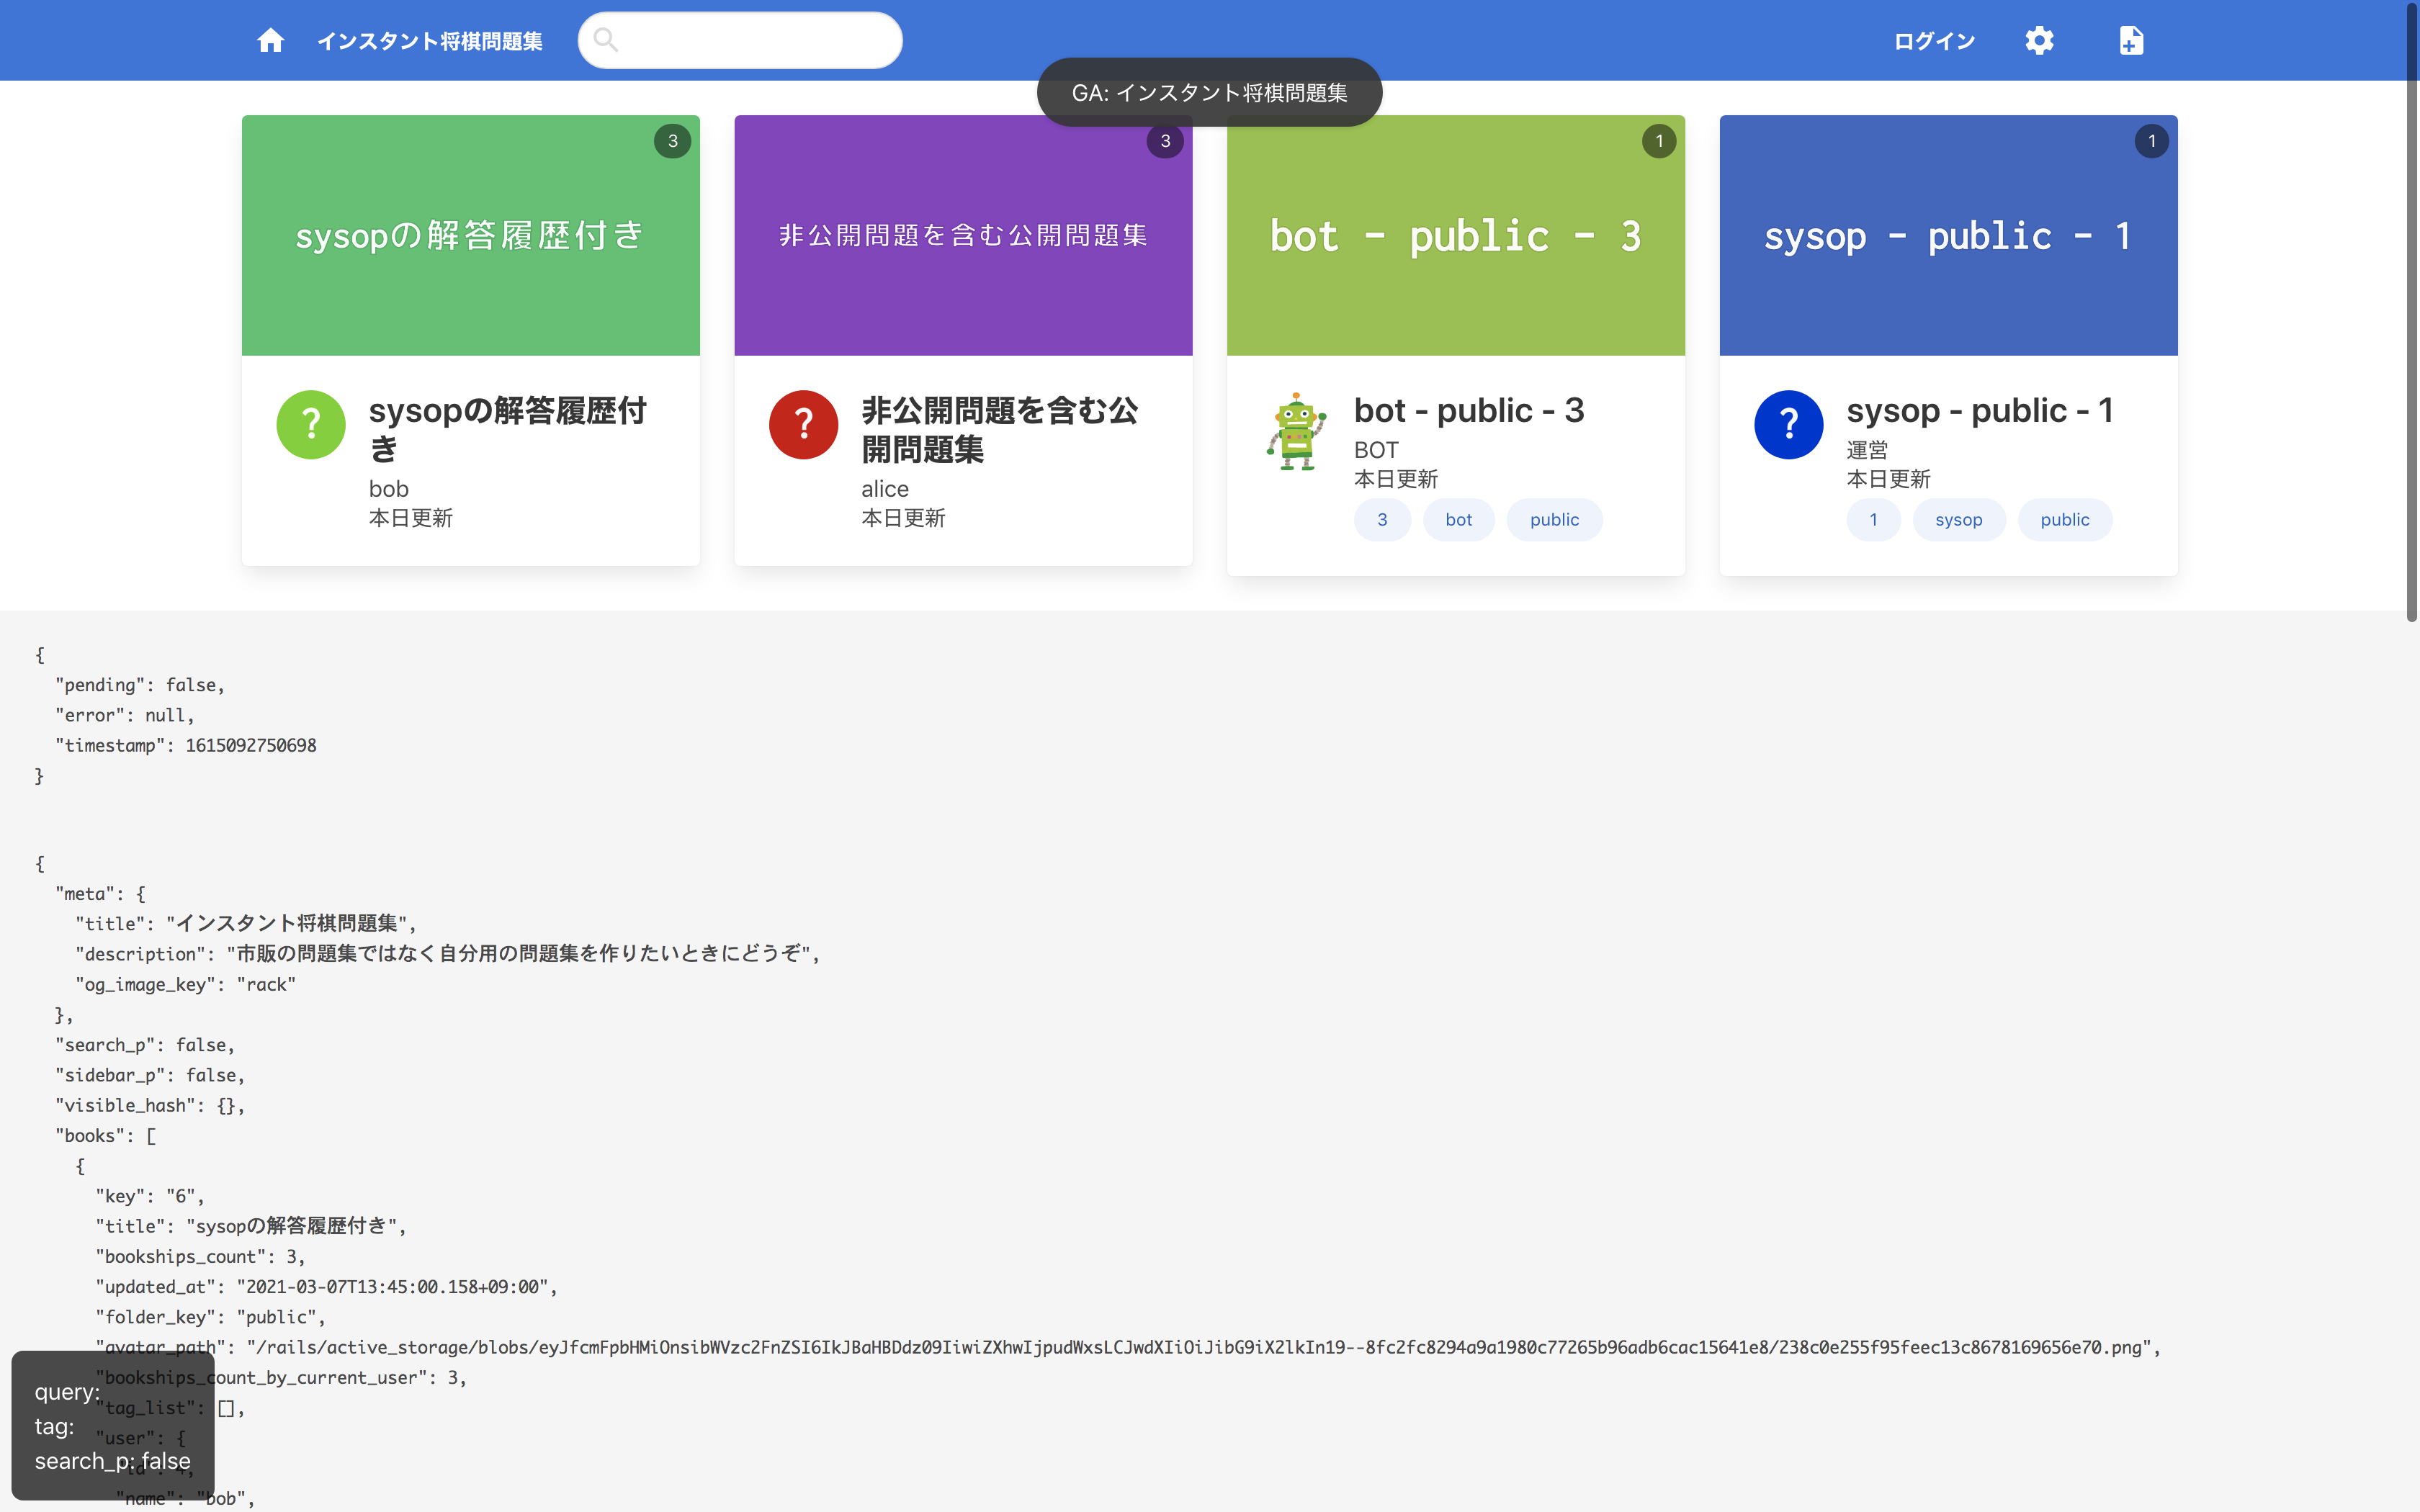 インスタント将棋問題集
ログイン
GA: インスタント将棋問題集
3
sysopの解答履歴付き
3
非公開問題を含む公開問題集
1
bot - public - 3
1
sysop - public - 1
?
sysopの解答履歴付
き
bob
本日更新
?
非公開問題を含む公
開問題集
alice
本日更新
bot - public - 3
BOT
本日更新
3 bot public
?
sysop - public - 1
運営
本日更新
1 sysop public
{
"pending": false,
"error": null,
"timestamp": 1615092750698
}
{
"meta": {
"title": "インスタント将棋問題集",
"description": "市販の問題集ではなく自分用の問題集を作りたいときにどうぞ",
"og_image_key": "rack"
},
"search_p": false,
"sidebar_p": false,
"visible_hash": {},
"books": [
{
"key": "6",
"title": "sysopの解答履歴付き",
"bookships_count": 3,
"updated_at": "2021-03-07T13:45:00.158+09:00",
"folder_key": "public",
"avatar_path": "/rails/active_storage/blobs/eyJfcmFpbHMiOnsibWVzc2FnZSI6IkJBaHBDdz09IiwiZXhwIjpudWxsLCJwdXIiOiJibG9iX2lkIn19--8fc2fc8294a9a1980c77265b96adb6cac15641e8/238c0e255f95feec13c8678169656e70.png",
"bookships_count_by_current_user": 3,
"tag_list": [],
"user": {
"id": 4,
"name": "bob",
query:
tag:
search_p: false